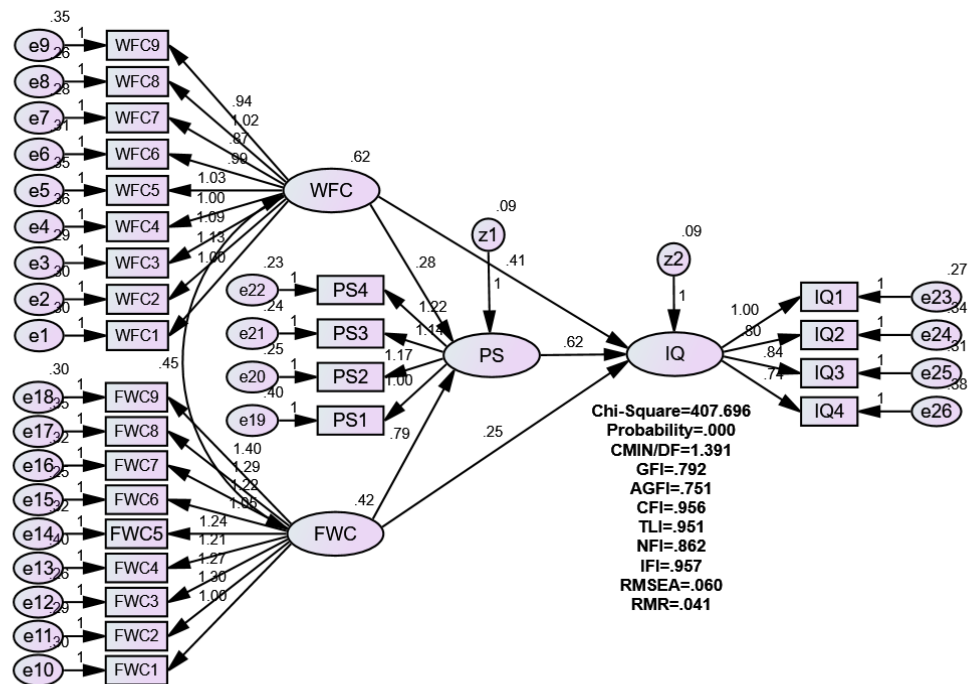 .35
e9 1 WFC9
.26
e8 1 WFC8
.28
e7 1 WFC7
.31
e6 1 WFC6
.35
e5 1 WFC5
.36
e4 1 WFC4
.29
e3 1 WFC3
.30
e2 1 WFC2
.30
e1 1 WFC1
.94
1.02
.87
.99
1.03
1.00
1.09
1.13
1.00
.62
WFC
.45
.09
z1
1
.28
.41
.09
z2
1
.23
e22 1 PS4
.24
e21 1 PS3
.25
e20 1 PS2
.40
e19 1 PS1
1.22
1.14
1.17
1.00
PS
.62
IQ
.79
.25
1.00
.80
.84
.74
.27
IQ1 1 e23
.34
IQ2 1 e24
.31
IQ3 1 e25
.38
IQ4 1 e26
.30
e18 1 FWC9
.35
e17 1 FWC8
.32
e16 1 FWC7
.25
e15 1 FWC6
.32
e14 1 FWC5
.40
e13 1 FWC4
.26
e12 1 FWC3
.29
e11 1 FWC2
.30
e10 1 FWC1
1.40
1.29
1.22
1.05
1.24
1.21
1.27
1.30
1.00
.42
FWC
Chi-Square=407.696
Probability=.000
CMIN/DF=1.391
GFI=.792
AGFI=.751
CFI=.956
TLI=.951
NFI=.862
IFI=.957
RMSEA=.060
RMR=.041